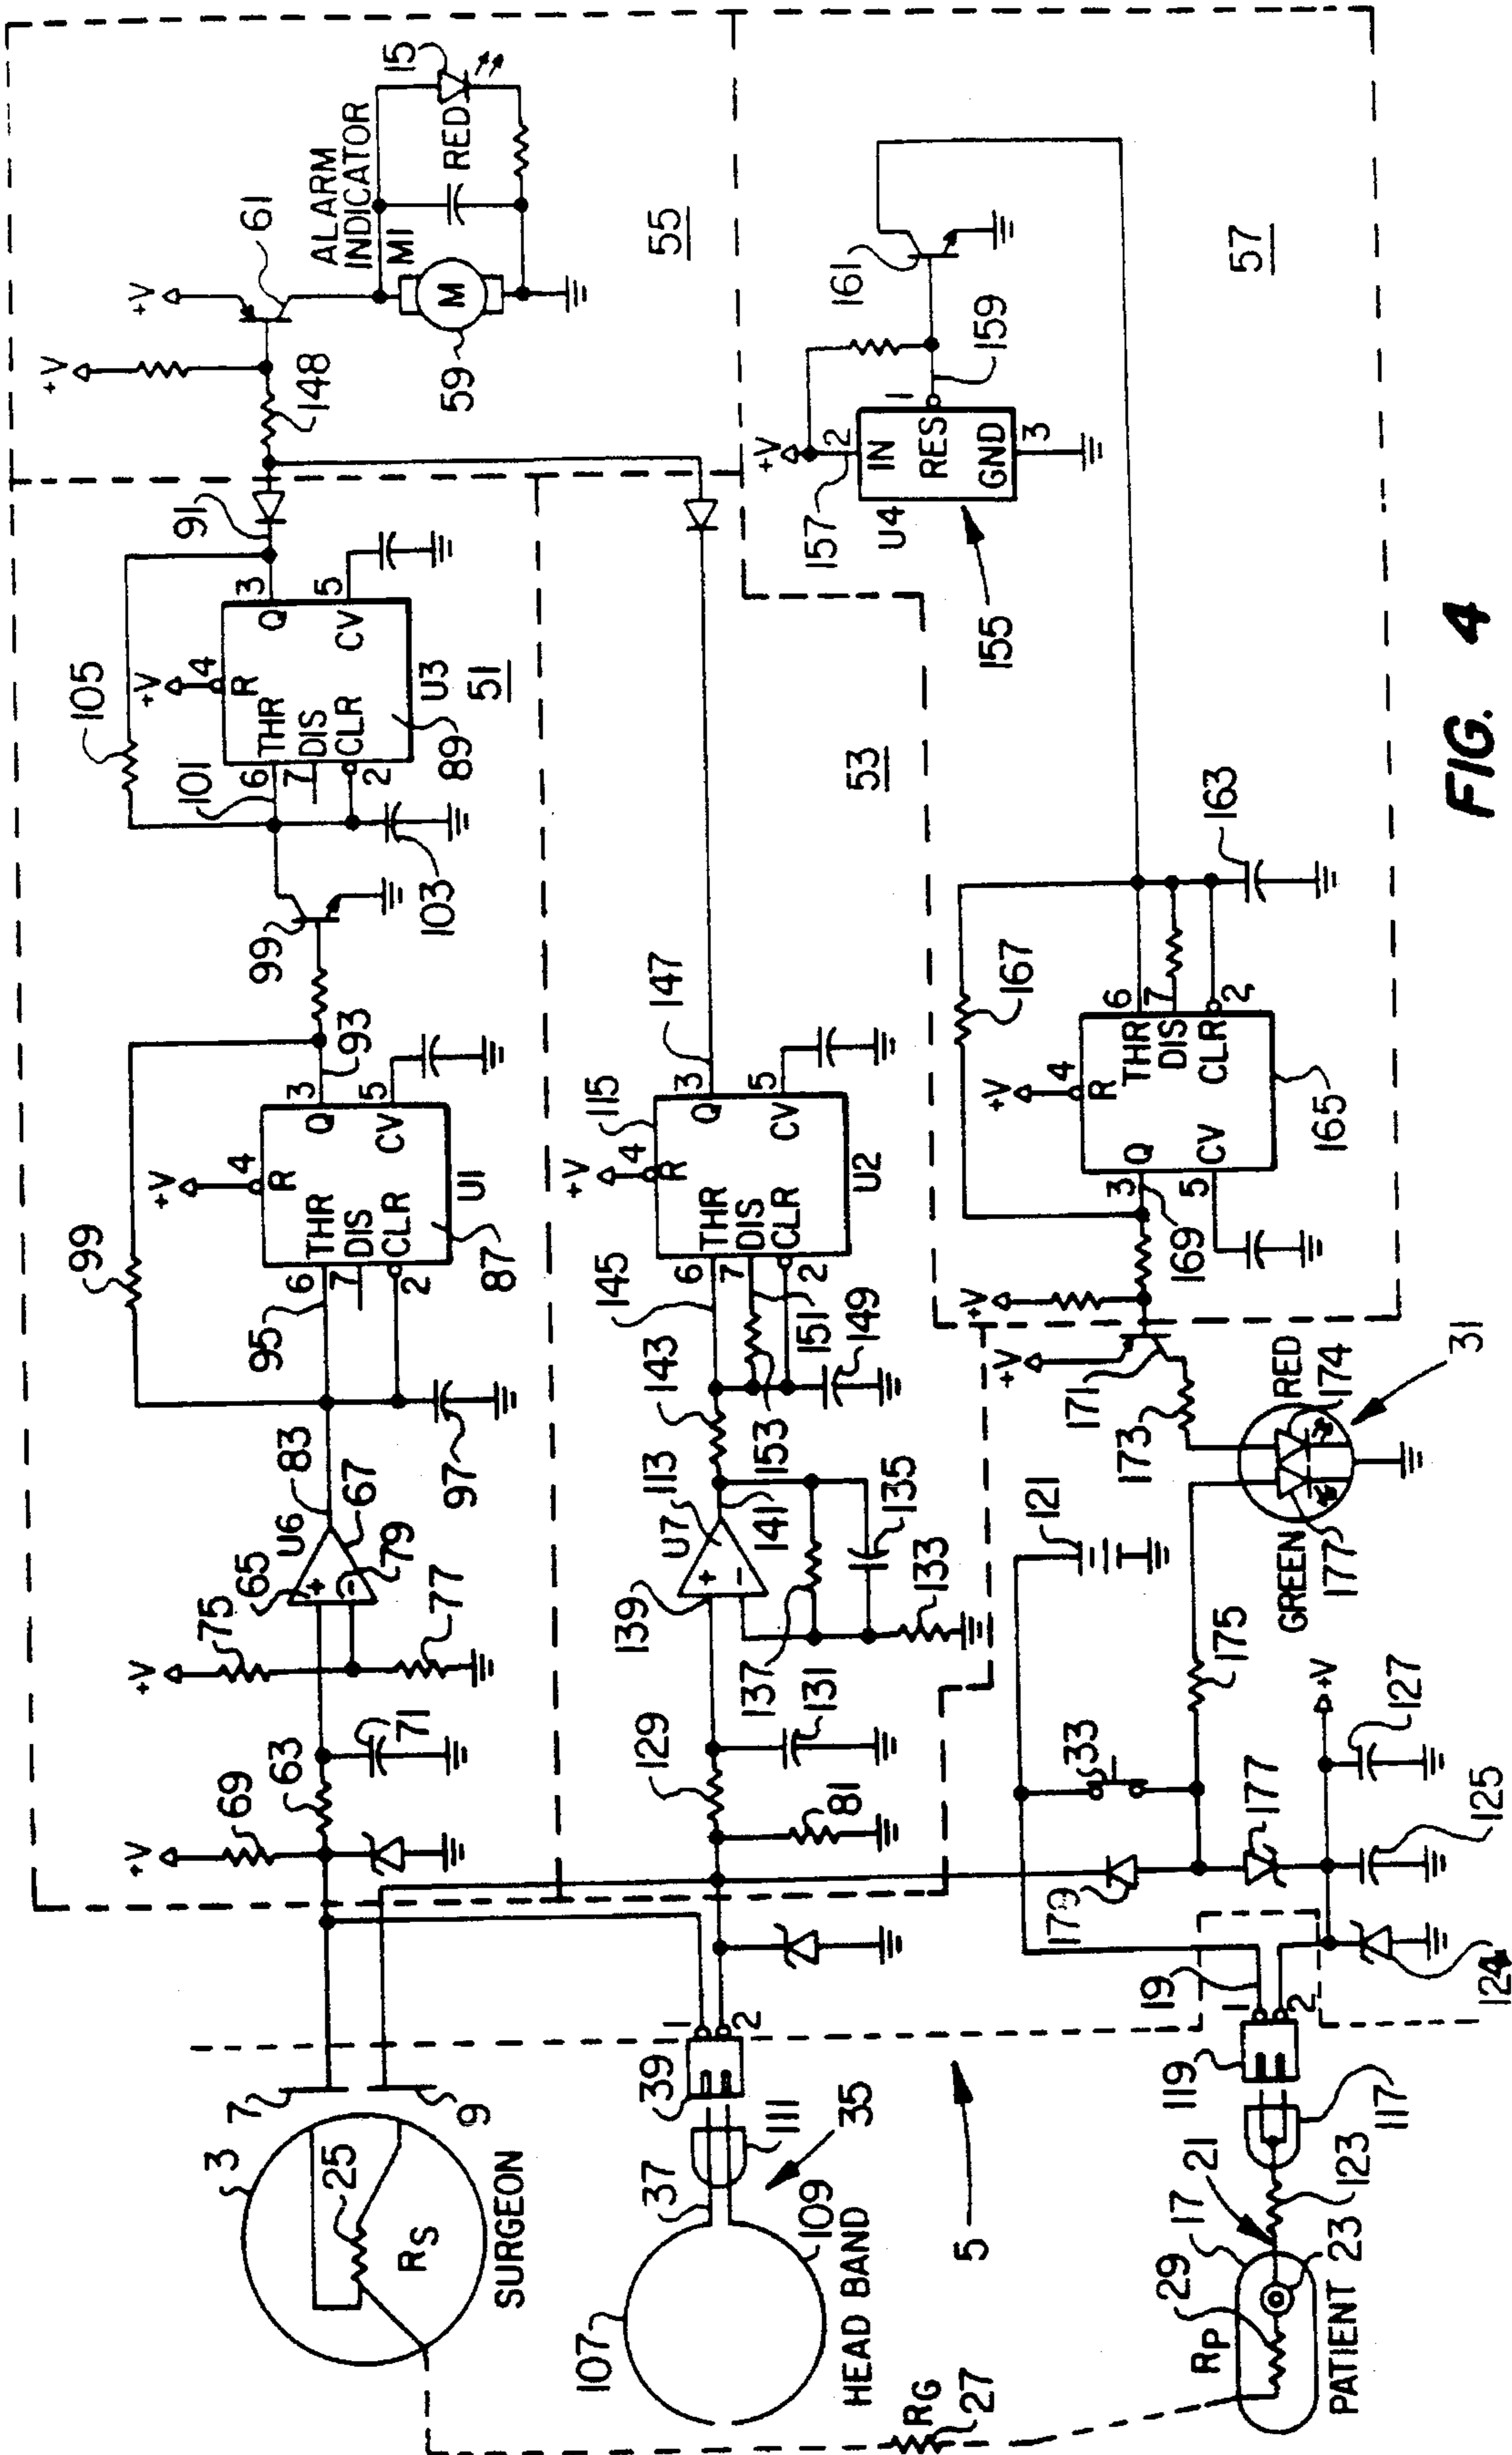 +V
+V
61
ALARM
INDICATOR
M1
RED
15
M
59
148
55
91
105
101
+V
4
R
3
Q
5
CV
6
THR
7
DIS
CLR
2
U3
51
89
103
99
99
+V
4
R
3
93
Q
5
CV
95
6
THR
7
DIS
CLR
2
U1
87
97
83
U6
65
+
-
67
79
75
+V
77
71
63
69
+V
7
9
3
25
RS
SURGEON
147
115
+V
4
R
3
Q
5
CV
145
6
THR
7
DIS
CLR
2
U2
151
149
143
153
113
U7
+
-
141
139
135
133
137
131
129
81
53
39
1
2
111
35
37
107
109
HEAD BAND
5
+V
2
157
IN
RES
1
GND
3
U4
155
159
161
57
163
167
+V
4
R
6
THR
7
DIS
CLR
2
Q
3
CV
5
165
169
+V
+V
171
173
RED
174
31
GREEN
177
121
175
33
177
179
+V
127
125
124
19
1
2
119
117
123
21
17
23
29
RP
PATIENT
RG
27
FIG. 4